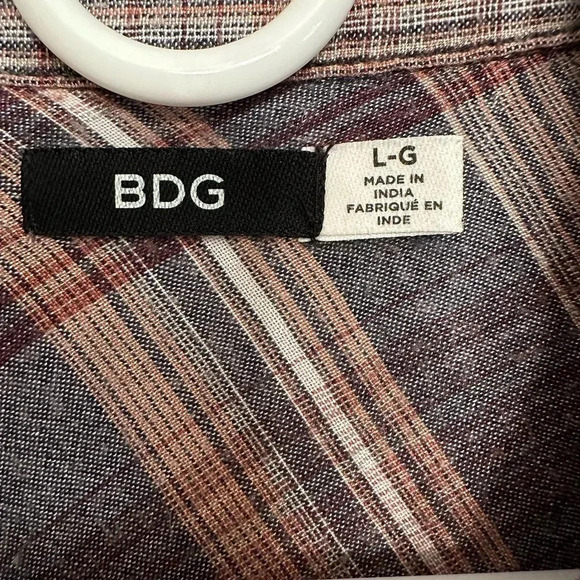 BDG
L-G
MADE IN
INDIA
FABRIQUÉ EN
INDE